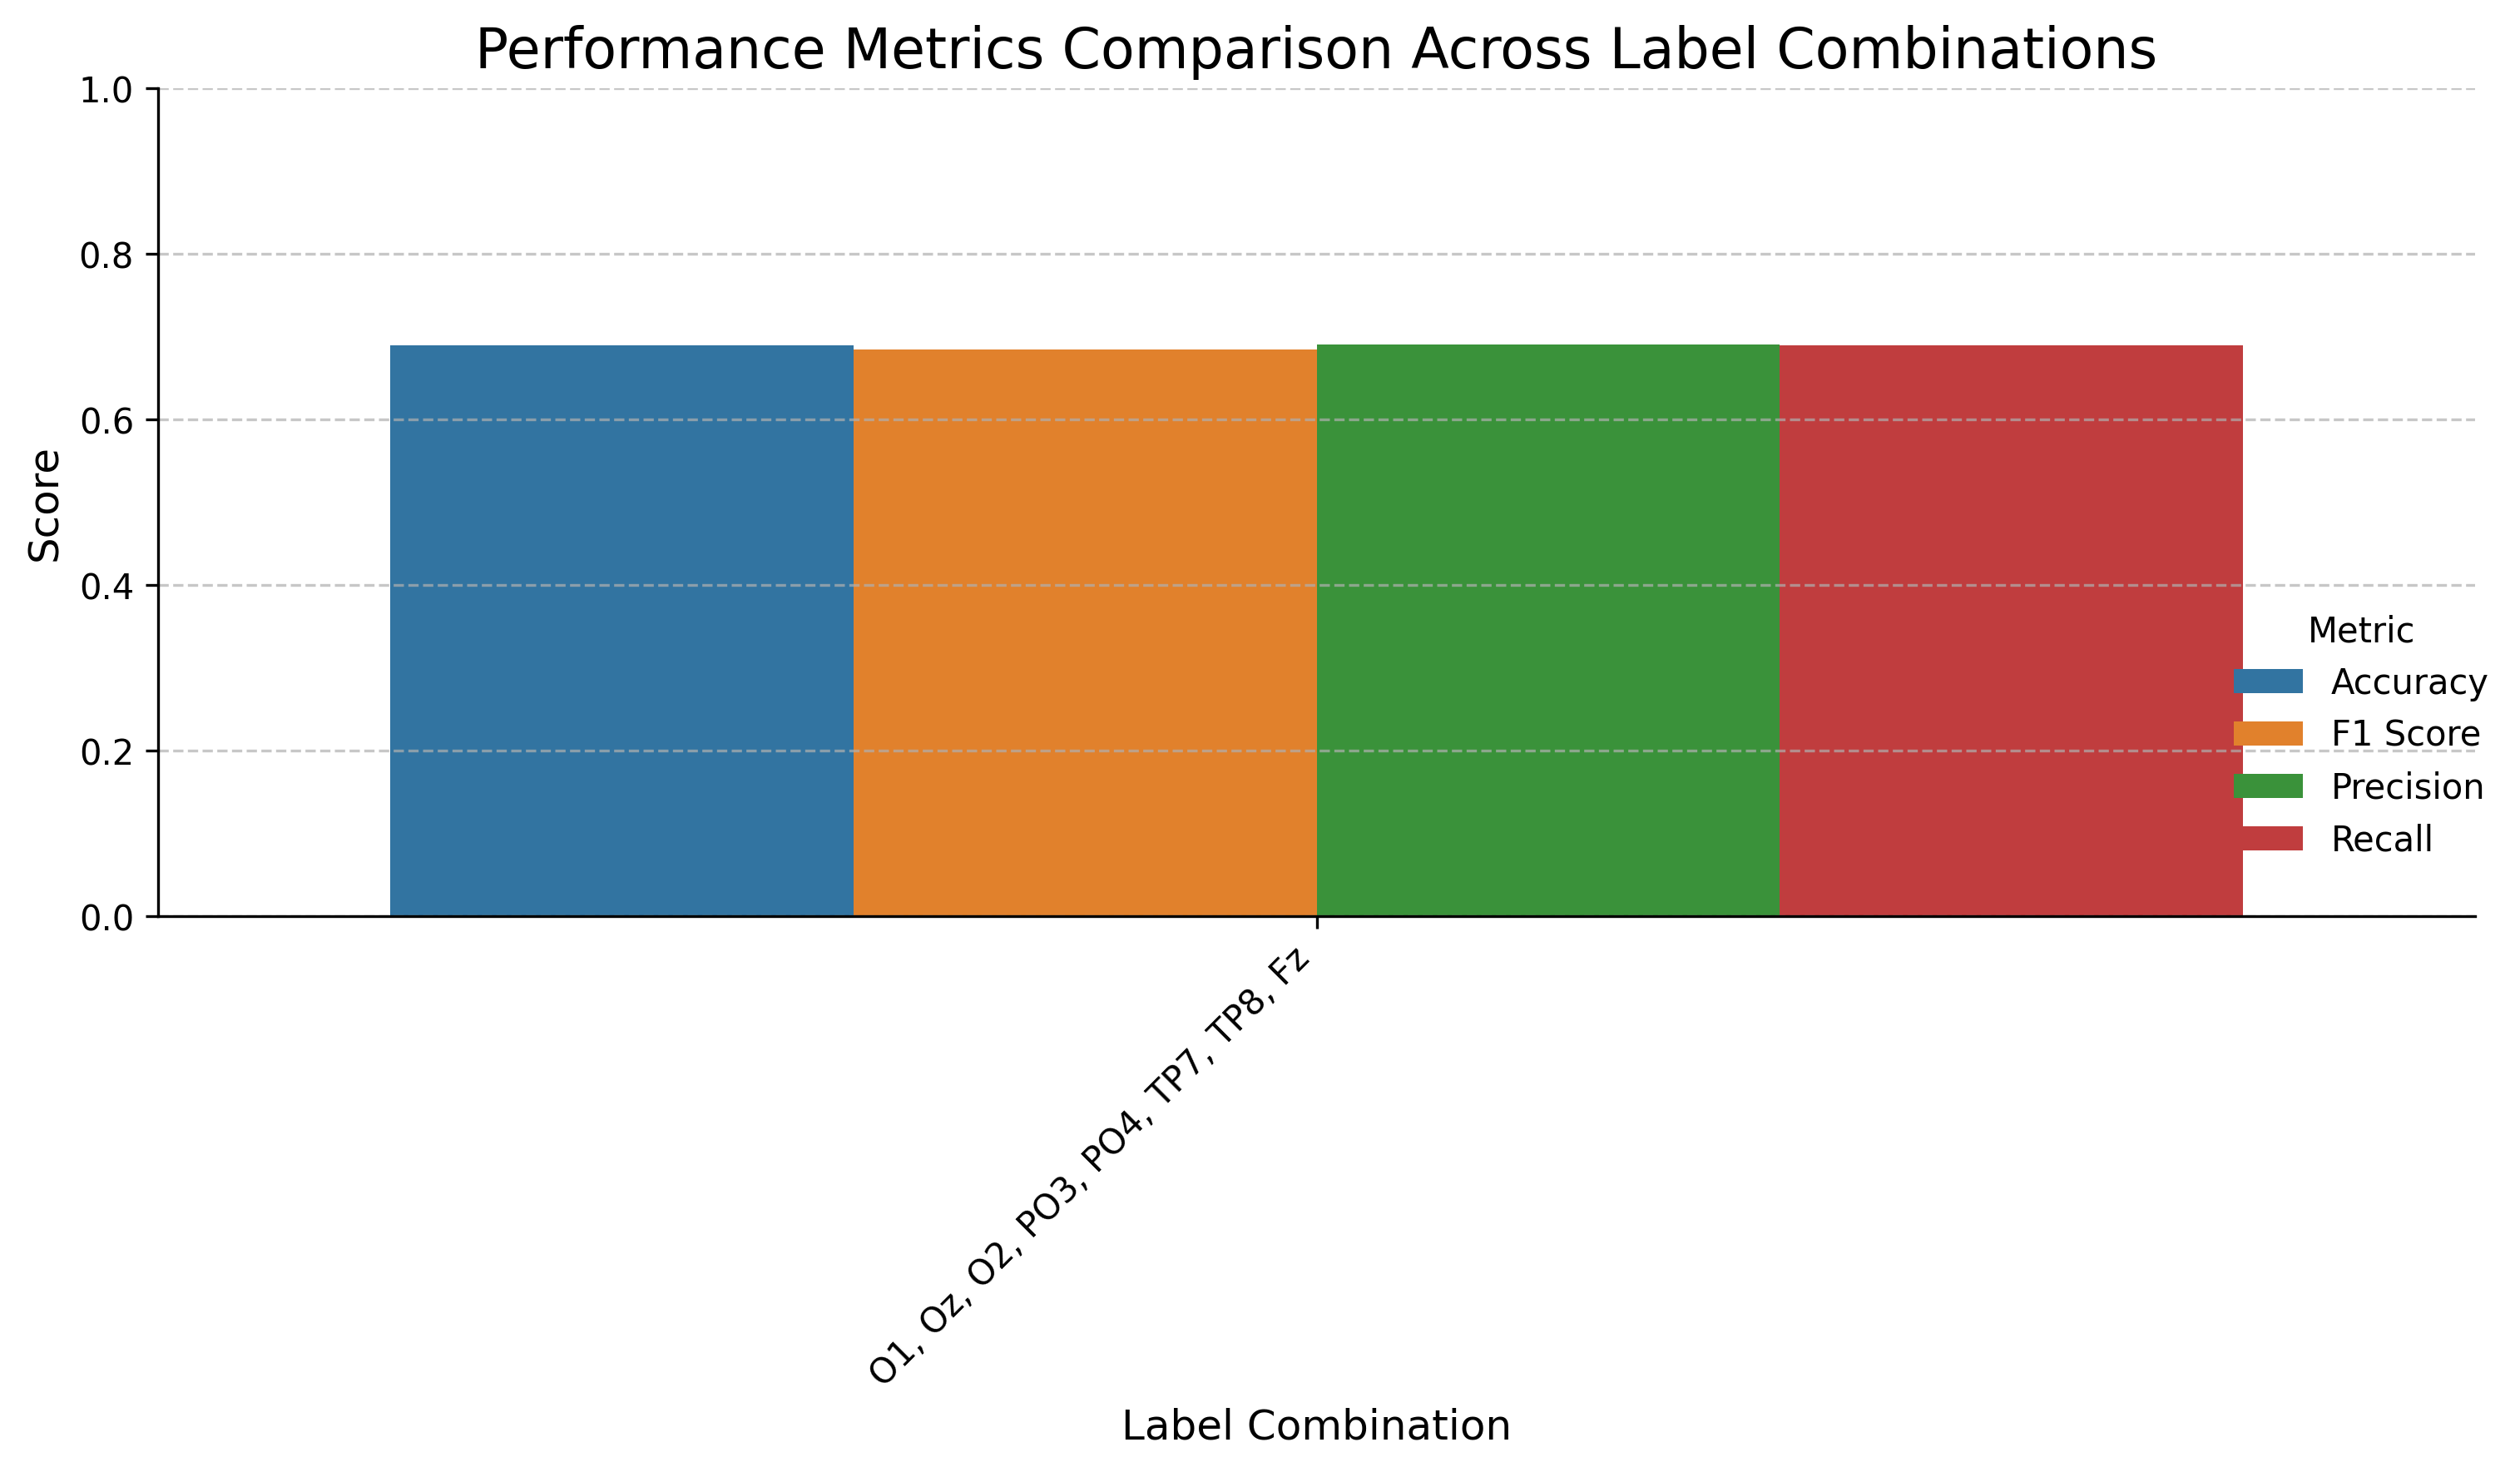 Performance Metrics Comparison Across Label Combinations
1.0
0.8
0.6
0.4
0.2
0.0
Score
Metric
Accuracy
F1 Score
Precision
Recall
O1, Oz, O2, PO3, PO4, TP7, TP8, Fz
Label Combination